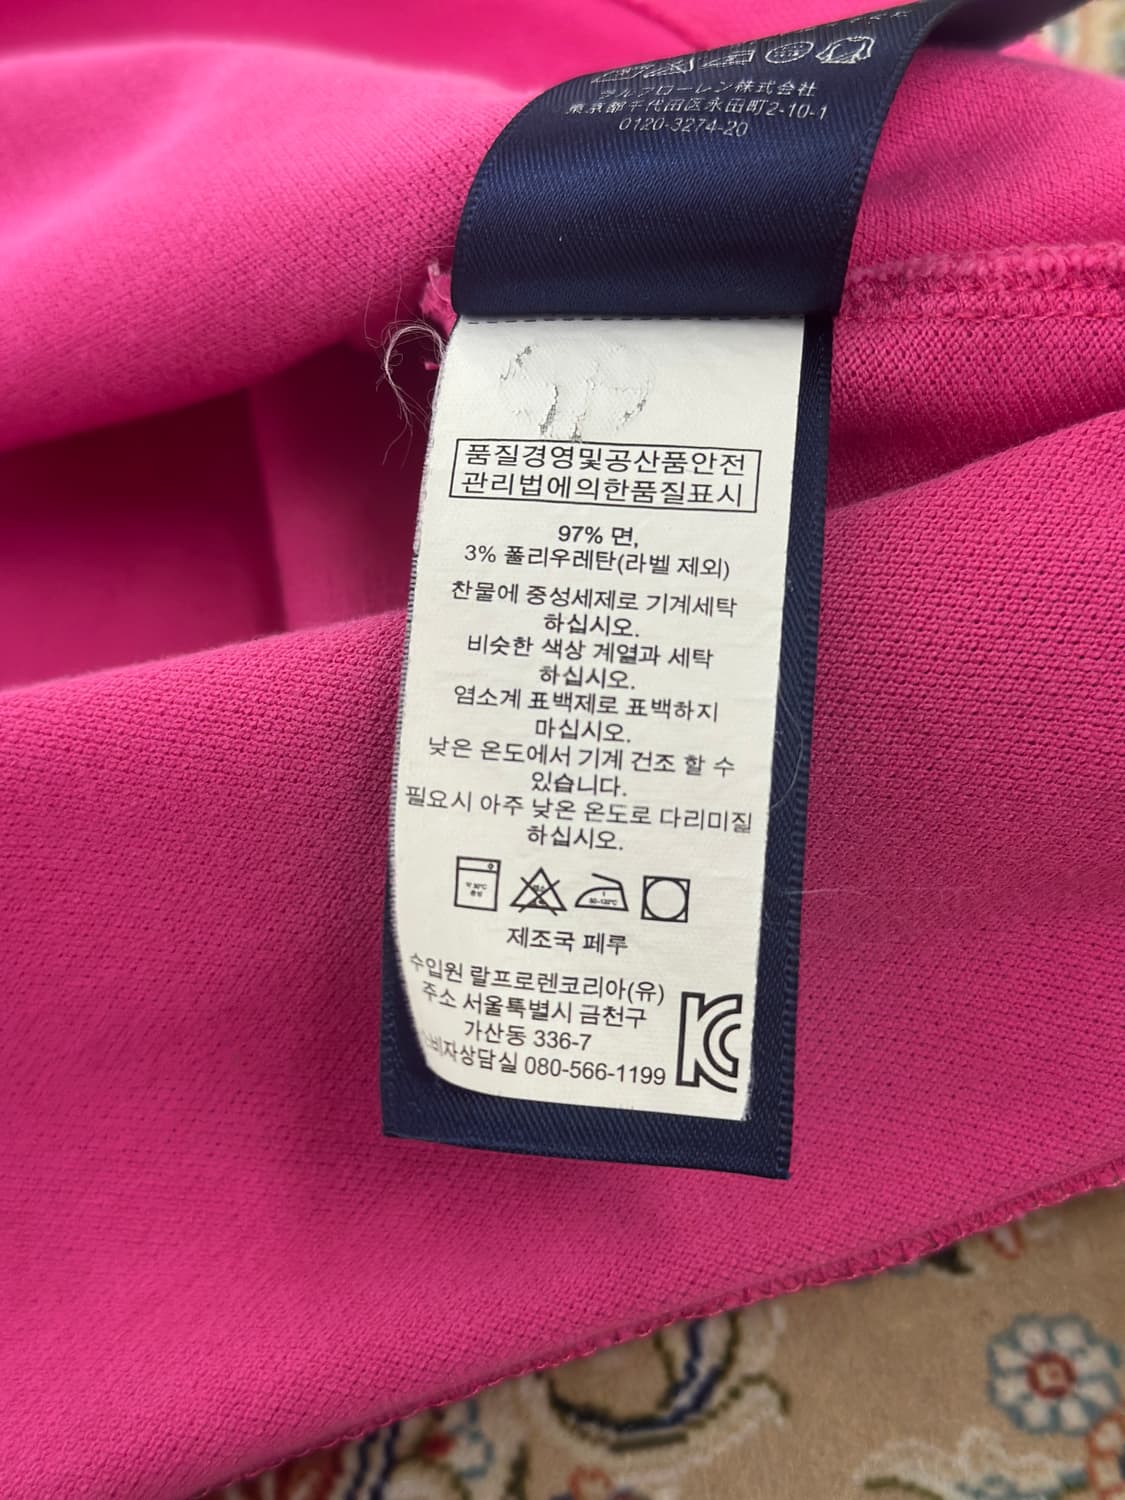 ラルフローレン株式会社
東京都千代田区永田町2-10-1
0120-3274-20
품질경영및공산품안전
관리법에의한품질표시
97% 면,
3% 폴리우레탄(라벨 제외)
찬물에 중성세제로 기계세탁
하십시오.
비슷한 색상 계열과 세탁
하십시오.
염소계 표백제로 표백하지
마십시오.
낮은 온도에서 기계 건조 할 수
있습니다.
필요시 아주 낮은 온도로 다리미질
하십시오.
제조국 페루
수입원 랄프로렌코리아(유)
주소 서울특별시 금천구
가산동 336-7
소비자상담실 080-566-1199